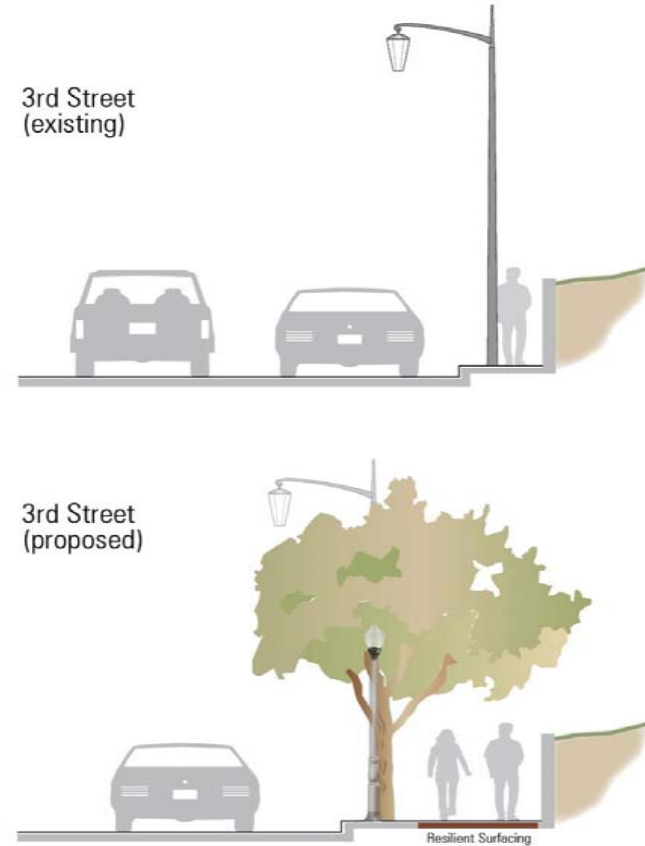 3rd Street
(existing)
3rd Street
(proposed)
Resilient Surfacing